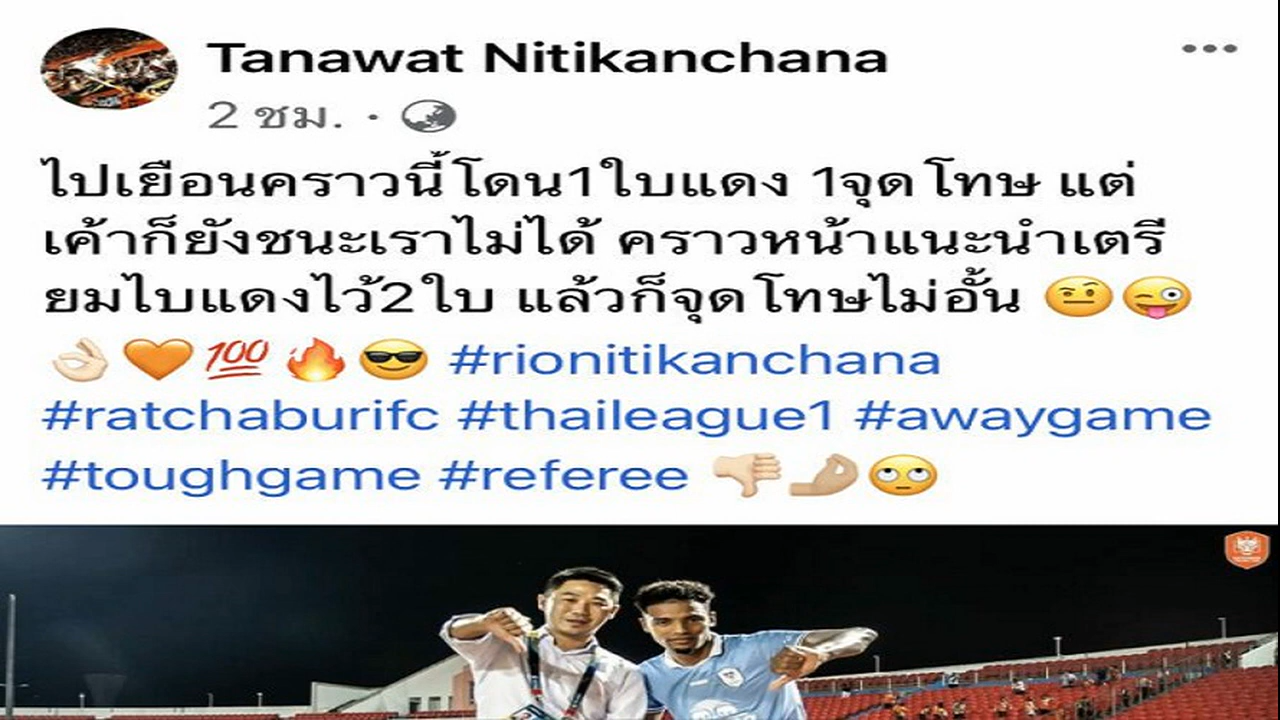 Tanawat Nitikanchana
2 ชม. ·
ไปเยือนคราวนี้โดน1ใบแดง 1จุดโทษ แต่
เค้าก็ยังชนะเราไม่ได้ คราวหน้าแนะนำเตรี
ยมไบแดงไว้2ใบ แล้วก็จุดโทษไม่อั้น 🤨😜
👌🏻🧡💯🔥😎 #rionitikanchana
#ratchaburifc #thaileague1 #awaygame
#toughgame #referee 👎🏻🤌🏼🙄